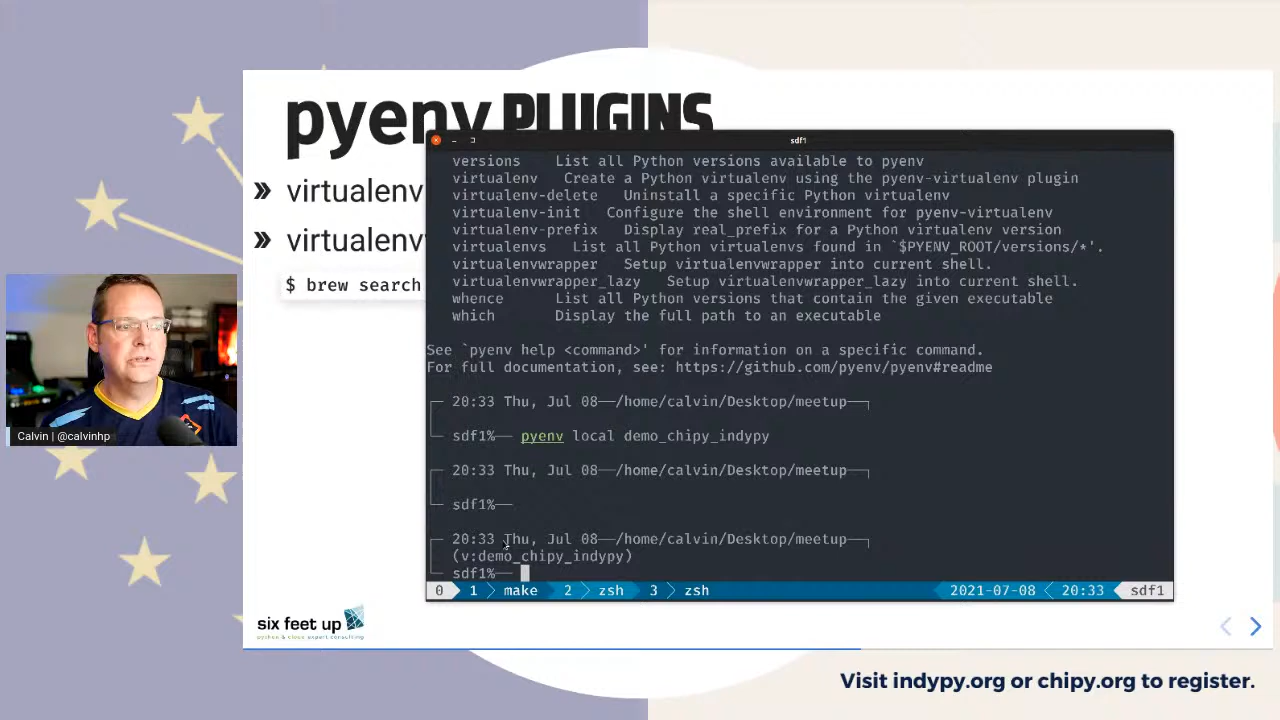 pyenv PLUGINS
» virtualenv
» virtualenv
$ brew search
sdf1
versions List all Python versions available to pyenv
virtualenv Create a Python virtualenv using the pyenv-virtualenv plugin
virtualenv-delete Uninstall a specific Python virtualenv
virtualenv-init Configure the shell environment for pyenv-virtualenv
virtualenv-prefix Display real_prefix for a Python virtualenv version
virtualenvs List all Python virtualenvs found in `$PYENV_ROOT/versions/*'.
virtualenvwrapper Setup virtualenvwrapper into current shell.
virtualenvwrapper_lazy Setup virtualenvwrapper_lazy into current shell.
whence List all Python versions that contain the given executable
which Display the full path to an executable
See `pyenv help <command>' for information on a specific command.
For full documentation, see: https://github.com/pyenv/pyenv#readme
20:33 Thu, Jul 08──/home/calvin/Desktop/meetup──
sdf1%── pyenv local demo_chipy_indypy
20:33 Thu, Jul 08──/home/calvin/Desktop/meetup──
sdf1%──
20:33 Thu, Jul 08──/home/calvin/Desktop/meetup──
(v:demo_chipy_indypy)
sdf1%──
0 1 make 2 zsh 3 zsh 2021-07-08 20:33 sdf1
Calvin | @calvinhp
six feet up
python & cloud expert consulting
Visit indypy.org or chipy.org to register.